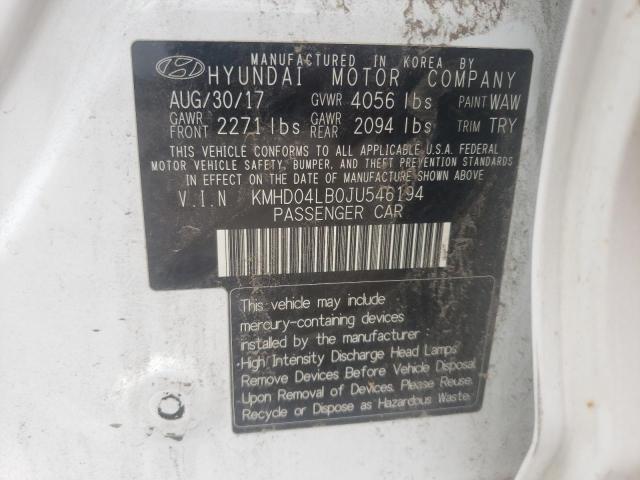 MANUFACTURED IN KOREA BY
HYUNDAI MOTOR COMPANY
AUG/30/17 GVWR 4056 lbs PAINT WAW
GAWR FRONT 2271 lbs GAWR REAR 2094 lbs TRIM TRY
THIS VEHICLE CONFORMS TO ALL APPLICABLE U.S.A. FEDERAL
MOTOR VEHICLE SAFETY, BUMPER, AND THEFT PREVENTION STANDARDS
IN EFFECT ON THE DATE OF MANUFACTURE SHOWN ABOVE
V.I.N KMHD04LB0JU546194
PASSENGER CAR
This vehicle may include
mercury-containing devices
installed by the manufacturer
·High Intensity Discharge Head Lamps
Remove Devices Before Vehicle Disposal
Upon Removal of Devices. Please Reuse,
Recycle or Dispose as Hazardous Waste.